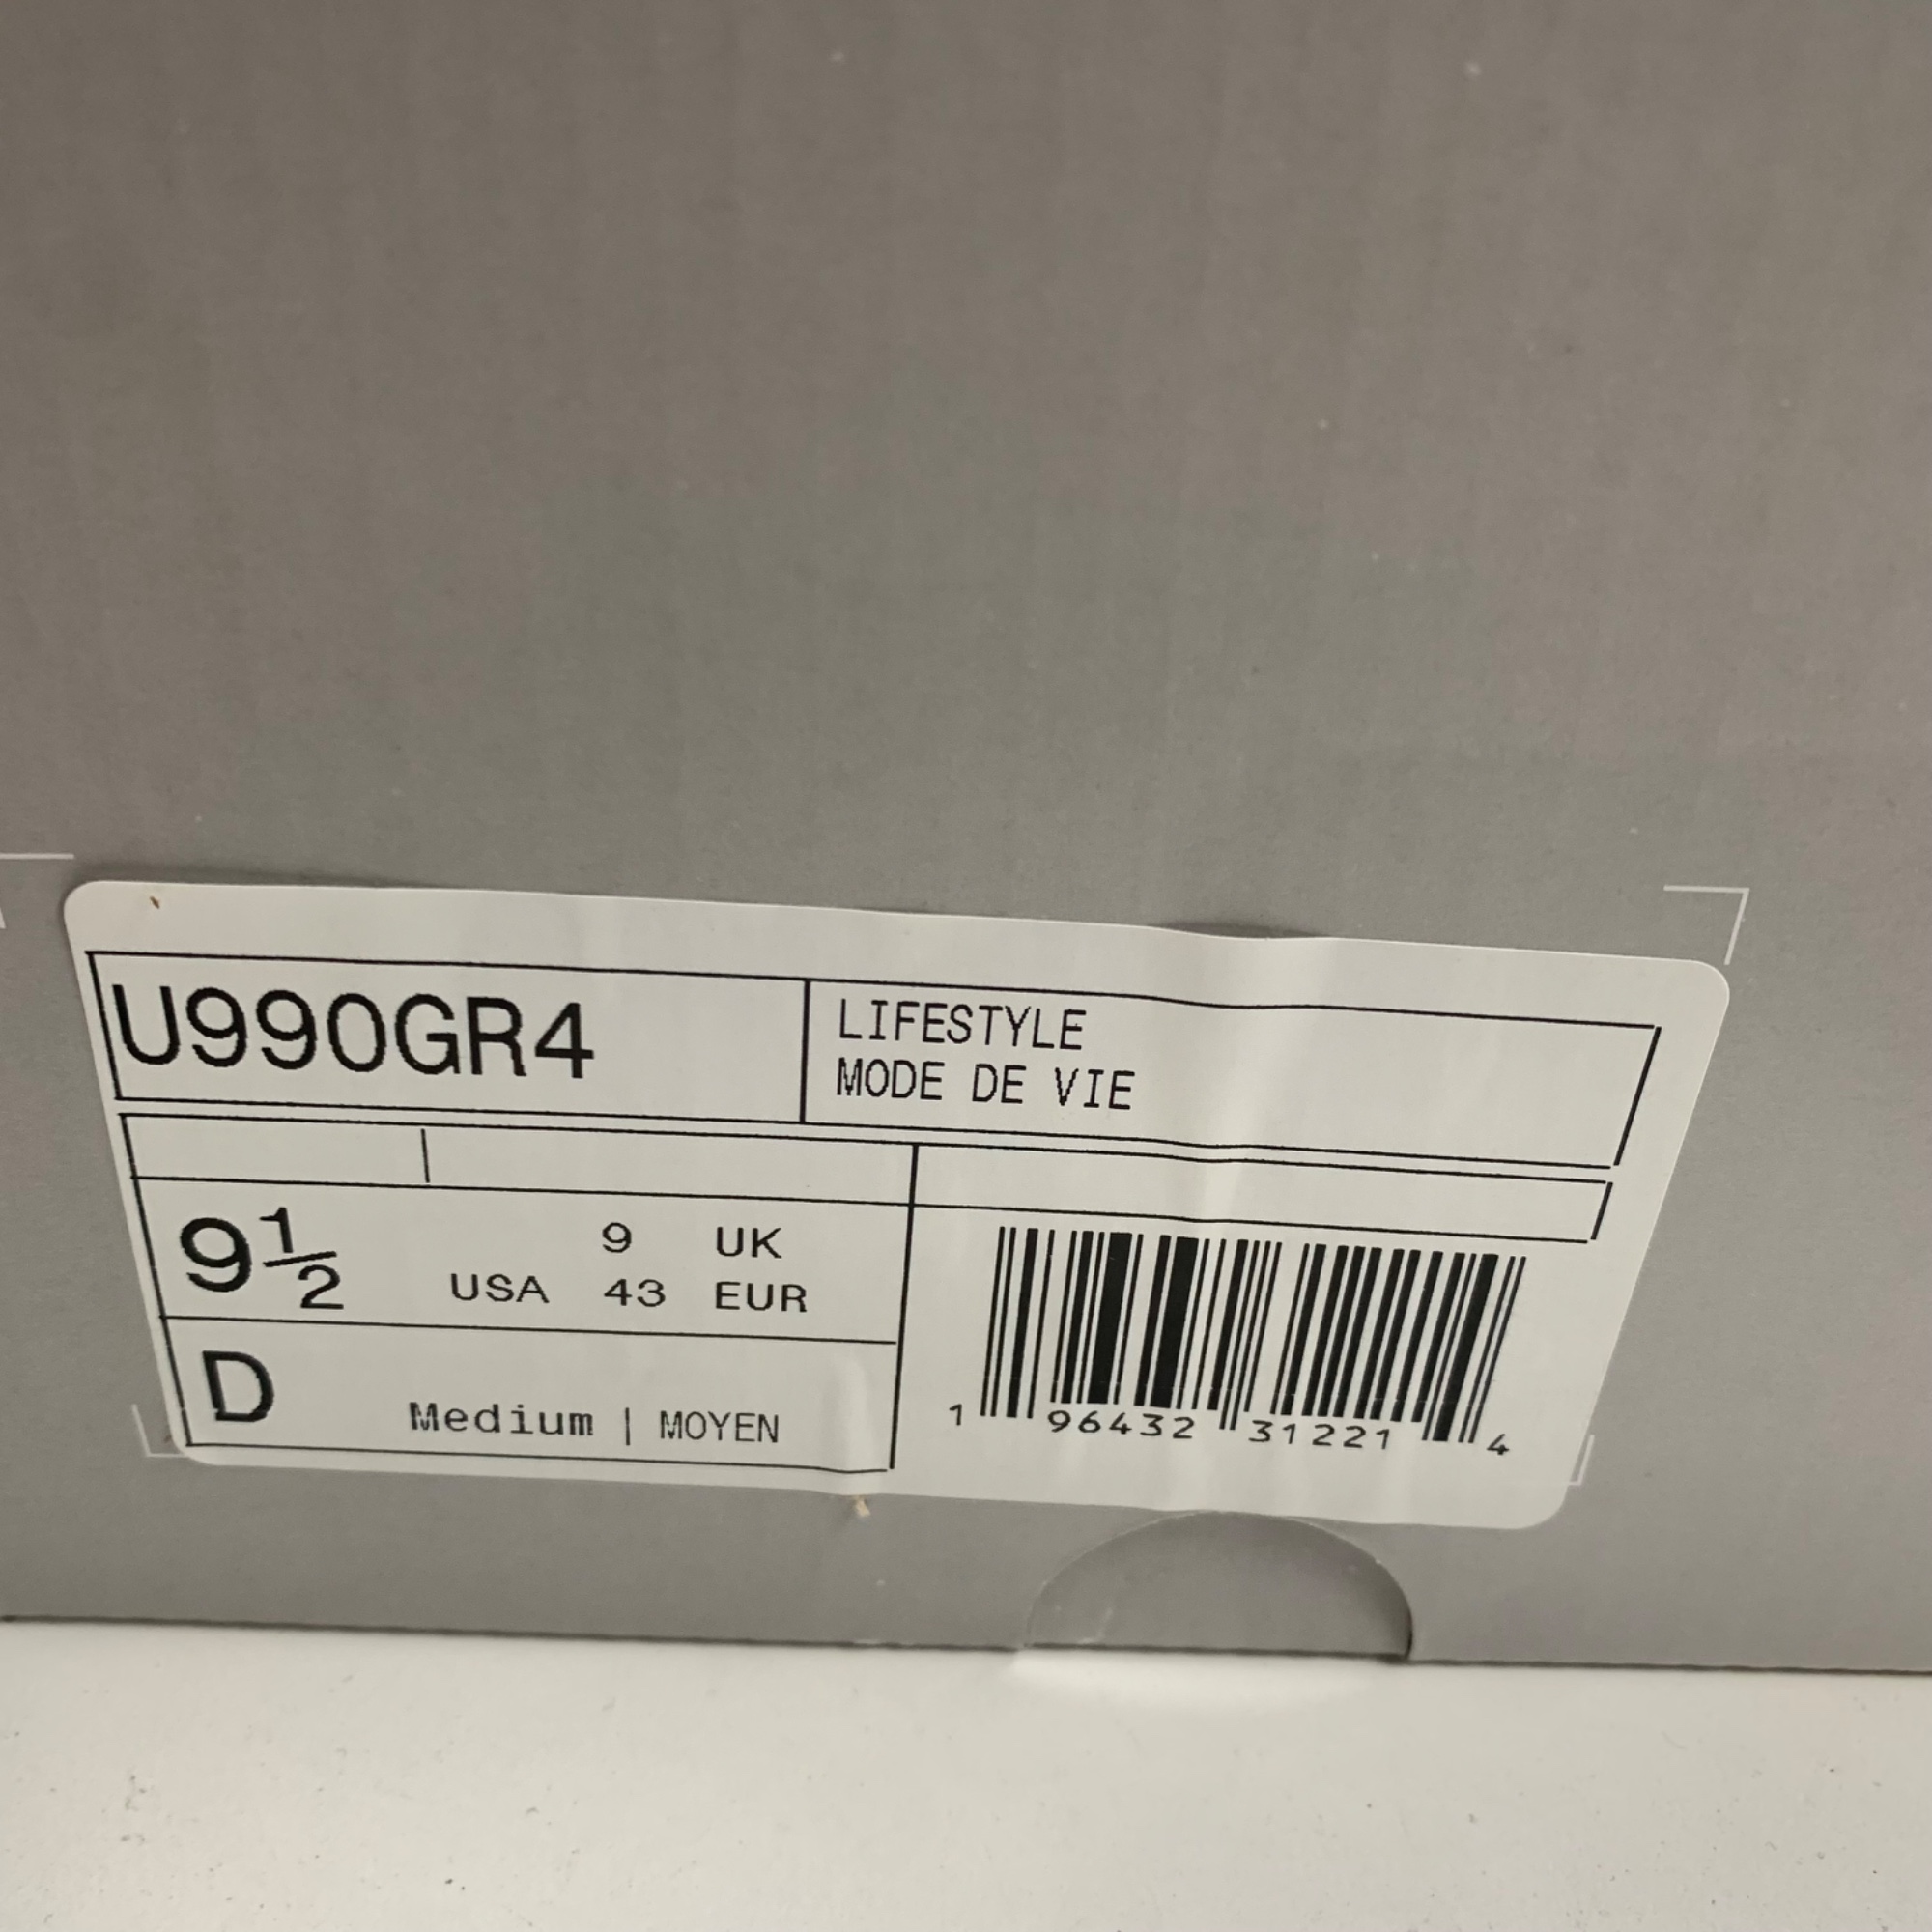 U990GR4
LIFESTYLE
MODE DE VIE
9½ USA
9 UK
43 EUR
D Medium | MOYEN
1 96432 31221 4